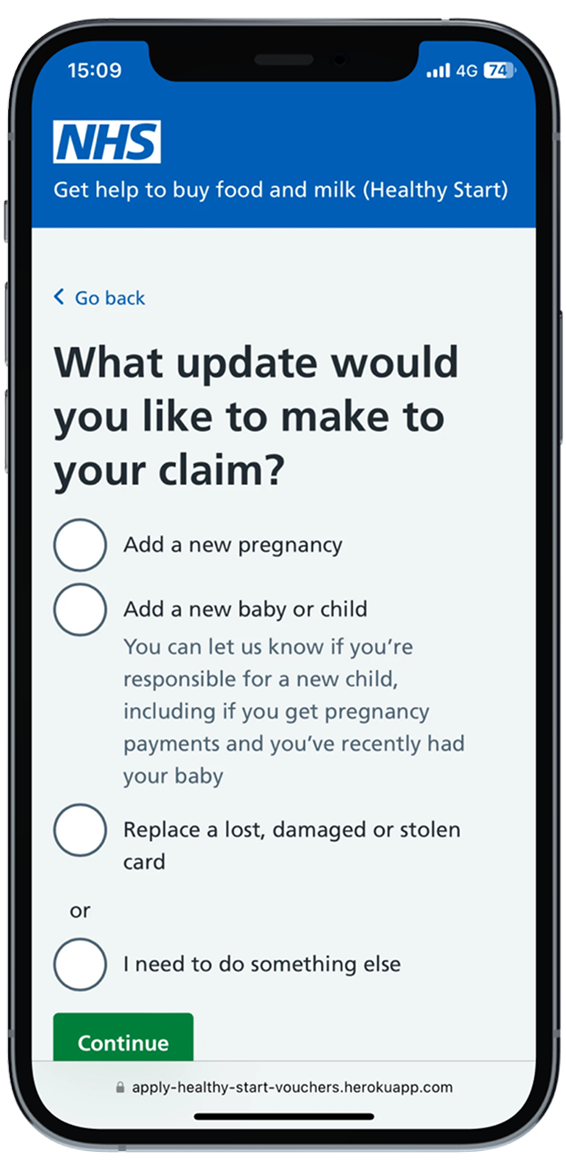 15:09
4G 74
NHS
Get help to buy food and milk (Healthy Start)
Go back
What update would
you like to make to
your claim?
Add a new pregnancy
Add a new baby or child
You can let us know if you’re
responsible for a new child,
including if you get pregnancy
payments and you’ve recently had
your baby
Replace a lost, damaged or stolen
card
or
I need to do something else
Continue
apply-healthy-start-vouchers.herokuapp.com